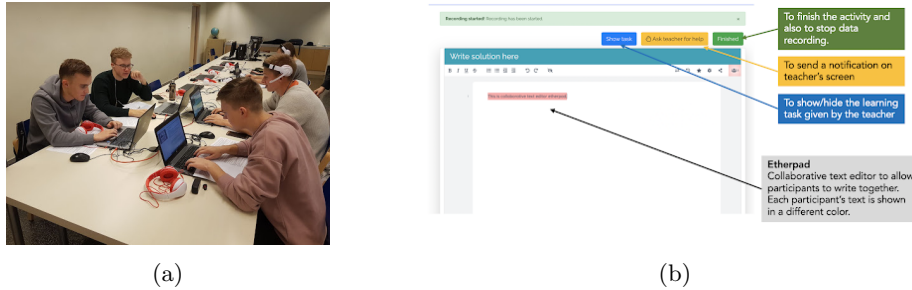 Recording started! Recording has been started.
×
Show task
Ask teacher for help
Finished
Write solution here
B I U S
This is collaborative text editor etherpad
To finish the activity and
also to stop data
recording.
To send a notification on
teacher's screen
To show/hide the learning
task given by the teacher
Etherpad
Collaborative text editor to allow
participants to write together.
Each participant's text is shown
in a different color.
(a)
(b)